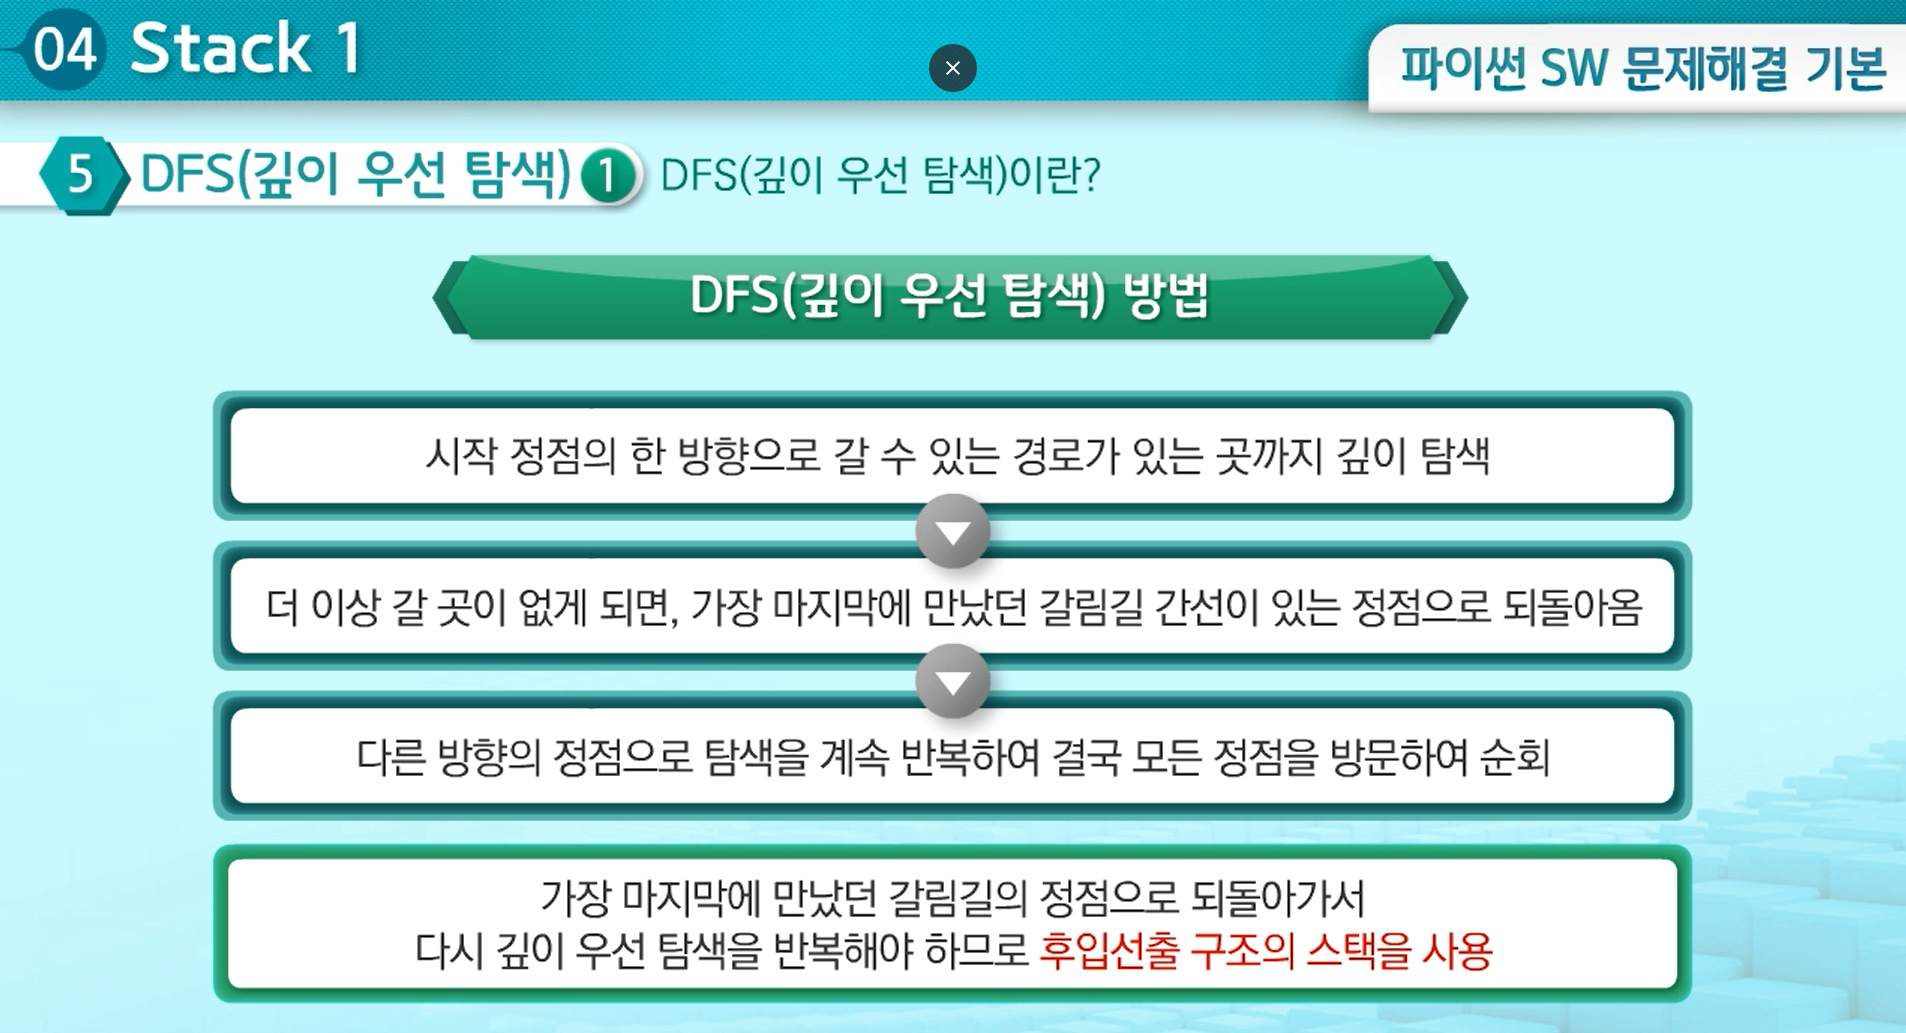 04 Stack 1
파이썬 SW 문제해결 기본
5 DFS(깊이 우선 탐색) 1 DFS(깊이 우선 탐색)이란?
DFS(깊이 우선 탐색) 방법
시작 정점의 한 방향으로 갈 수 있는 경로가 있는 곳까지 깊이 탐색
더 이상 갈 곳이 없게 되면, 가장 마지막에 만났던 갈림길 간선이 있는 정점으로 되돌아옴
다른 방향의 정점으로 탐색을 계속 반복하여 결국 모든 정점을 방문하여 순회
가장 마지막에 만났던 갈림길의 정점으로 되돌아가서
다시 깊이 우선 탐색을 반복해야 하므로 후입선출 구조의 스택을 사용